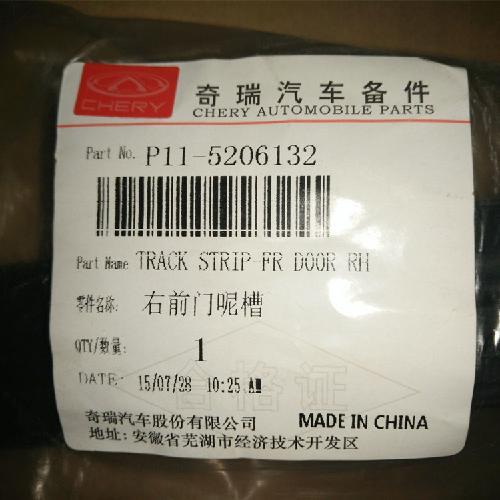 CHERY
奇瑞汽车备件
CHERY AUTOMOBILE PARTS
Part No. P11-5206132
Part Name TRACK STRIP-FR DOOR RH
零件名称: 右前门呢槽
QTY/数量: 1
合格证
DATE: 15/07/28 10:25 AM
奇瑞汽车股份有限公司 MADE IN CHINA
地址: 安徽省芜湖市经济技术开发区